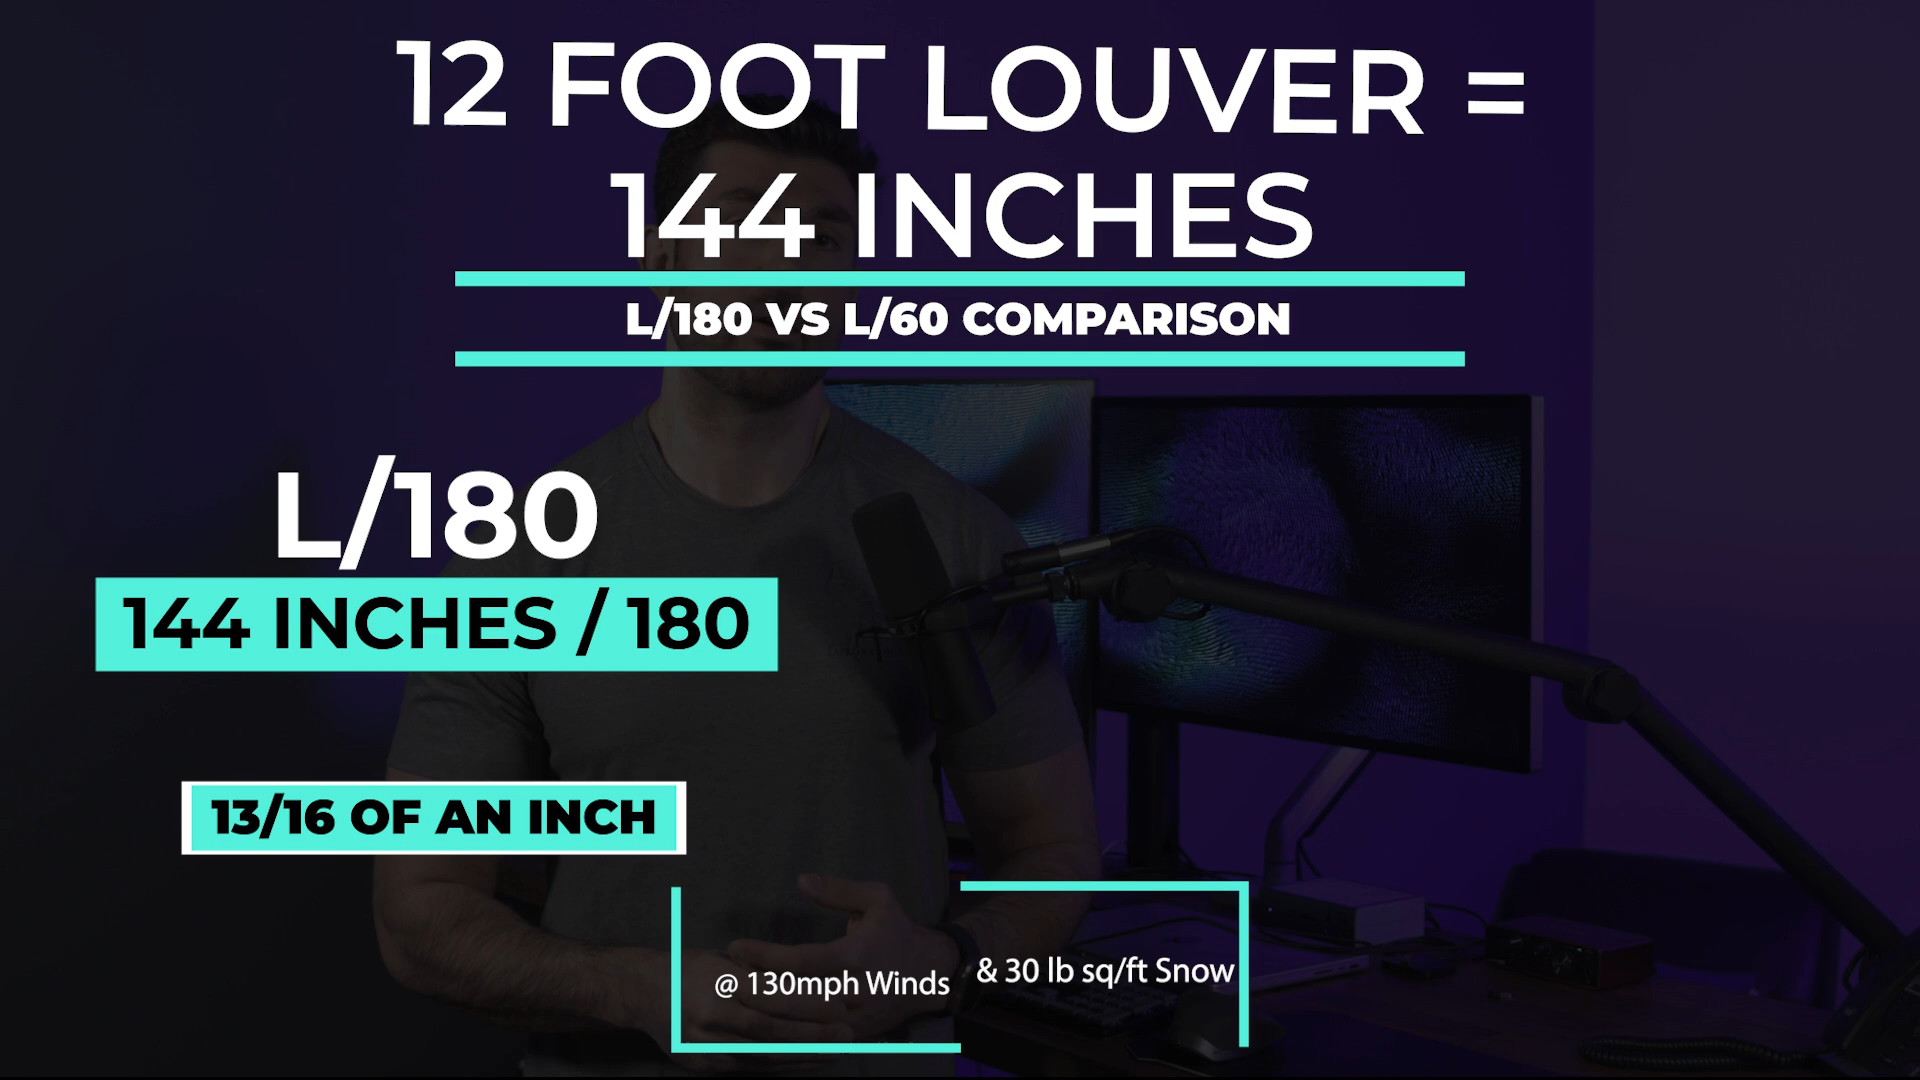 12 FOOT LOUVER =
144 INCHES
L/180 VS L/60 COMPARISON
L/180
144 INCHES / 180
13/16 OF AN INCH
@ 130mph Winds & 30 lb sq/ft Snow